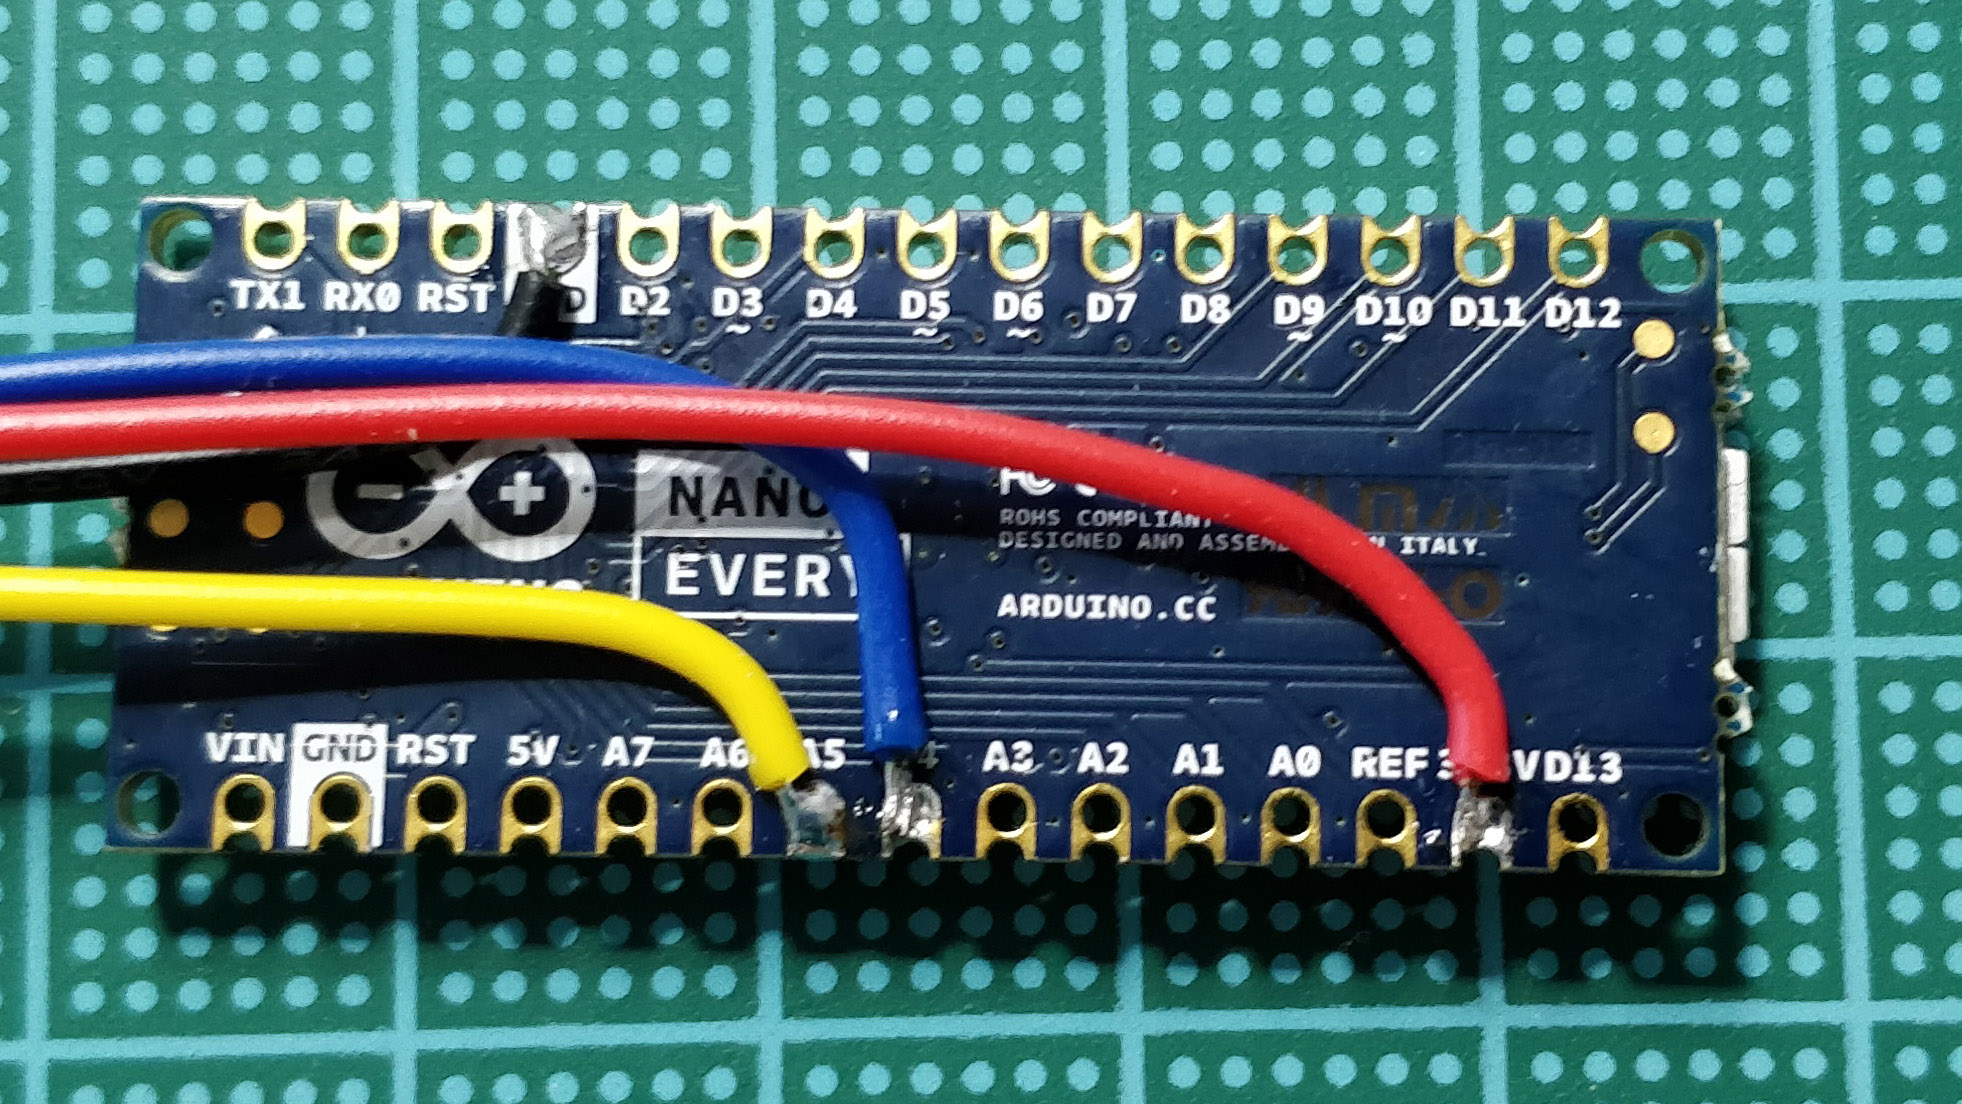 TX1 RX0 RST D2 D3 D4 D5 D6 D7 D8 D9 D10 D11 D12
~ ~ ~ ~ ~
- +
NANO
EVERY
ROHS COMPLIANT
DESIGNED AND ITALY
ARDUINO.CC
VIN GND RST 5V A7 A6 A5 A3 A2 A1 A0 REF D13